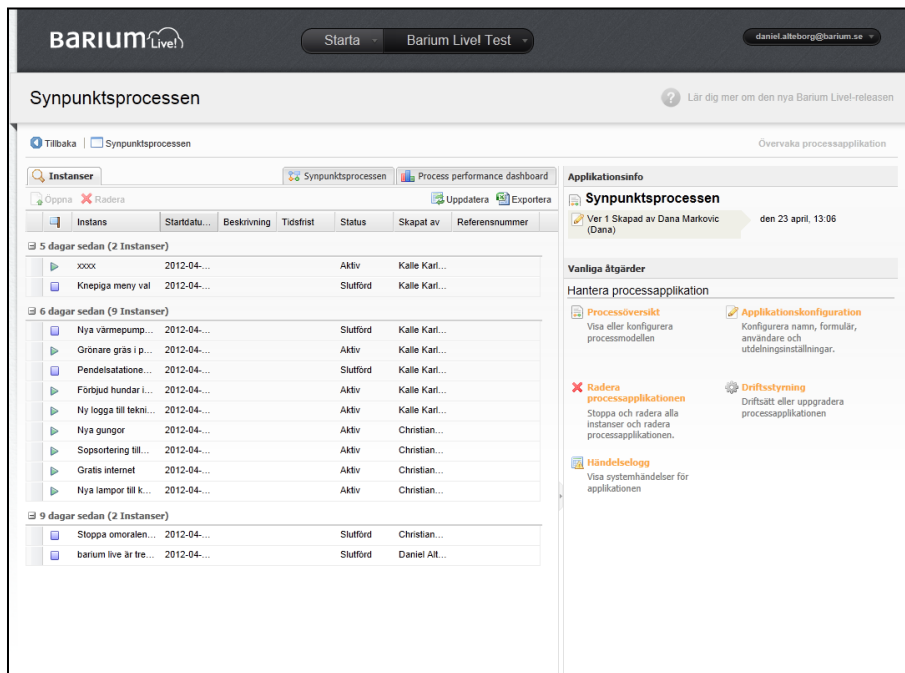 BARIUM Live!
Starta
Barium Live! Test
daniel.alteborg@barium.se
Synpunktsprocessen
? Lär dig mer om den nya Barium Live!-releasen
Tillbaka | Synpunktsprocessen
Övervaka processapplikation
Instanser
Synpunktsprocessen
Process performance dashboard
Öppna Radera
Uppdatera Exportera
Instans Startdatu... Beskrivning Tidsfrist Status Skapat av Referensnummer
5 dagar sedan (2 Instanser)
xxxx 2012-04-... Aktiv Kalle Karl...
Knepiga meny val 2012-04-... Slutförd Kalle Karl...
6 dagar sedan (9 Instanser)
Nya värmepump... 2012-04-... Slutförd Kalle Karl...
Grönare gräs i p... 2012-04-... Aktiv Kalle Karl...
Pendelsatatione... 2012-04-... Slutförd Kalle Karl...
Förbjud hundar i... 2012-04-... Aktiv Kalle Karl...
Ny logga till tekni... 2012-04-... Aktiv Kalle Karl...
Nya gungor 2012-04-... Aktiv Christian...
Sopsortering till... 2012-04-... Aktiv Christian...
Gratis internet 2012-04-... Aktiv Christian...
Nya lampor till k... 2012-04-... Aktiv Christian...
9 dagar sedan (2 Instanser)
Stoppa omoralen... 2012-04-... Slutförd Christian...
barium live är tre... 2012-04-... Slutförd Daniel Alt...
Applikationsinfo
Synpunktsprocessen
Ver 1 Skapad av Dana Markovic
(Dana)
den 23 april, 13:06
Vanliga åtgärder
Hantera processapplikation
Processöversikt
Visa eller konfigurera
processmodellen
Applikationskonfiguration
Konfigurera namn, formulär,
användare och
utdelningsinställningar.
Radera
processapplikationen
Stoppa och radera alla
instanser och radera
processapplikationen.
Driftsstyrning
Driftsätt eller uppgradera
processapplikationen
Händelselogg
Visa systemhändelser för
applikationen